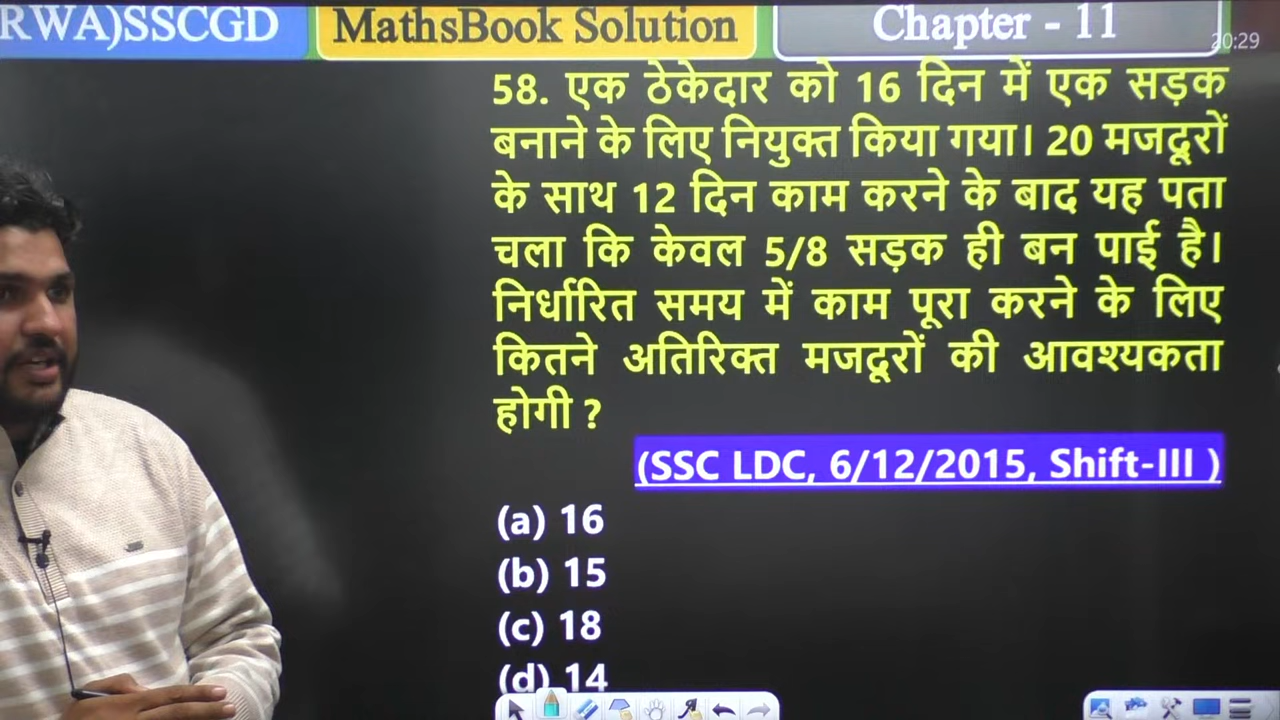 RWA)SSCGD
MathsBook Solution
Chapter - 11
20:29
58. एक ठेकेदार को 16 दिन में एक सड़क
बनाने के लिए नियुक्त किया गया। 20 मजदूरों
के साथ 12 दिन काम करने के बाद यह पता
चला कि केवल 5/8 सड़क ही बन पाई है।
निर्धारित समय में काम पूरा करने के लिए
कितने अतिरिक्त मजदूरों की आवश्यकता
होगी ?
(SSC LDC, 6/12/2015, Shift-III )
(a) 16
(b) 15
(c) 18
(d) 14